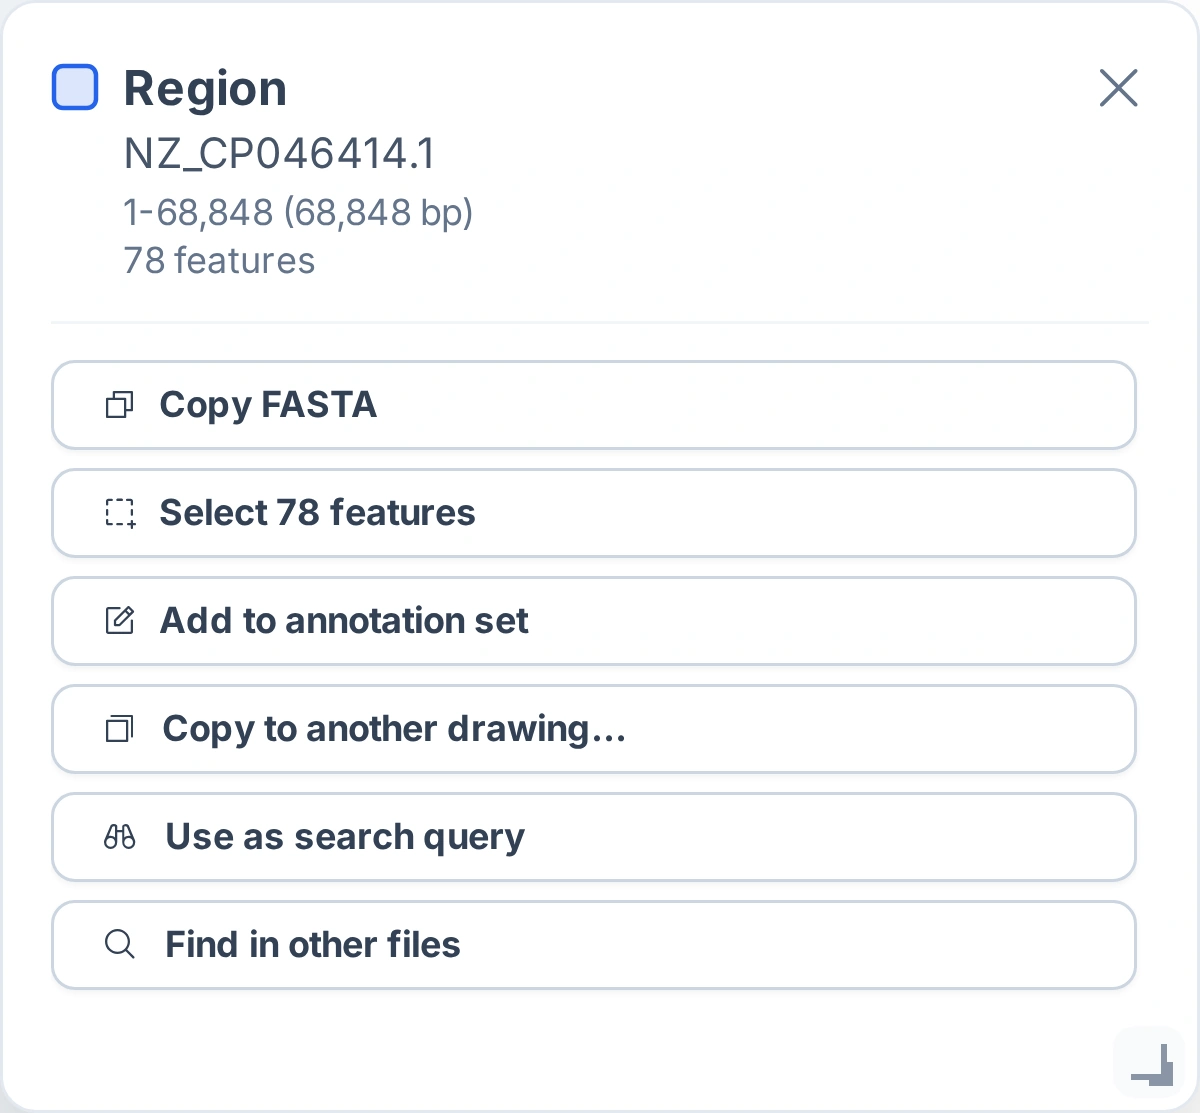 Region
NZ_CP046414.1
1-68,848 (68,848 bp)
78 features
Copy FASTA
Select 78 features
Add to annotation set
Copy to another drawing...
Use as search query
Find in other files